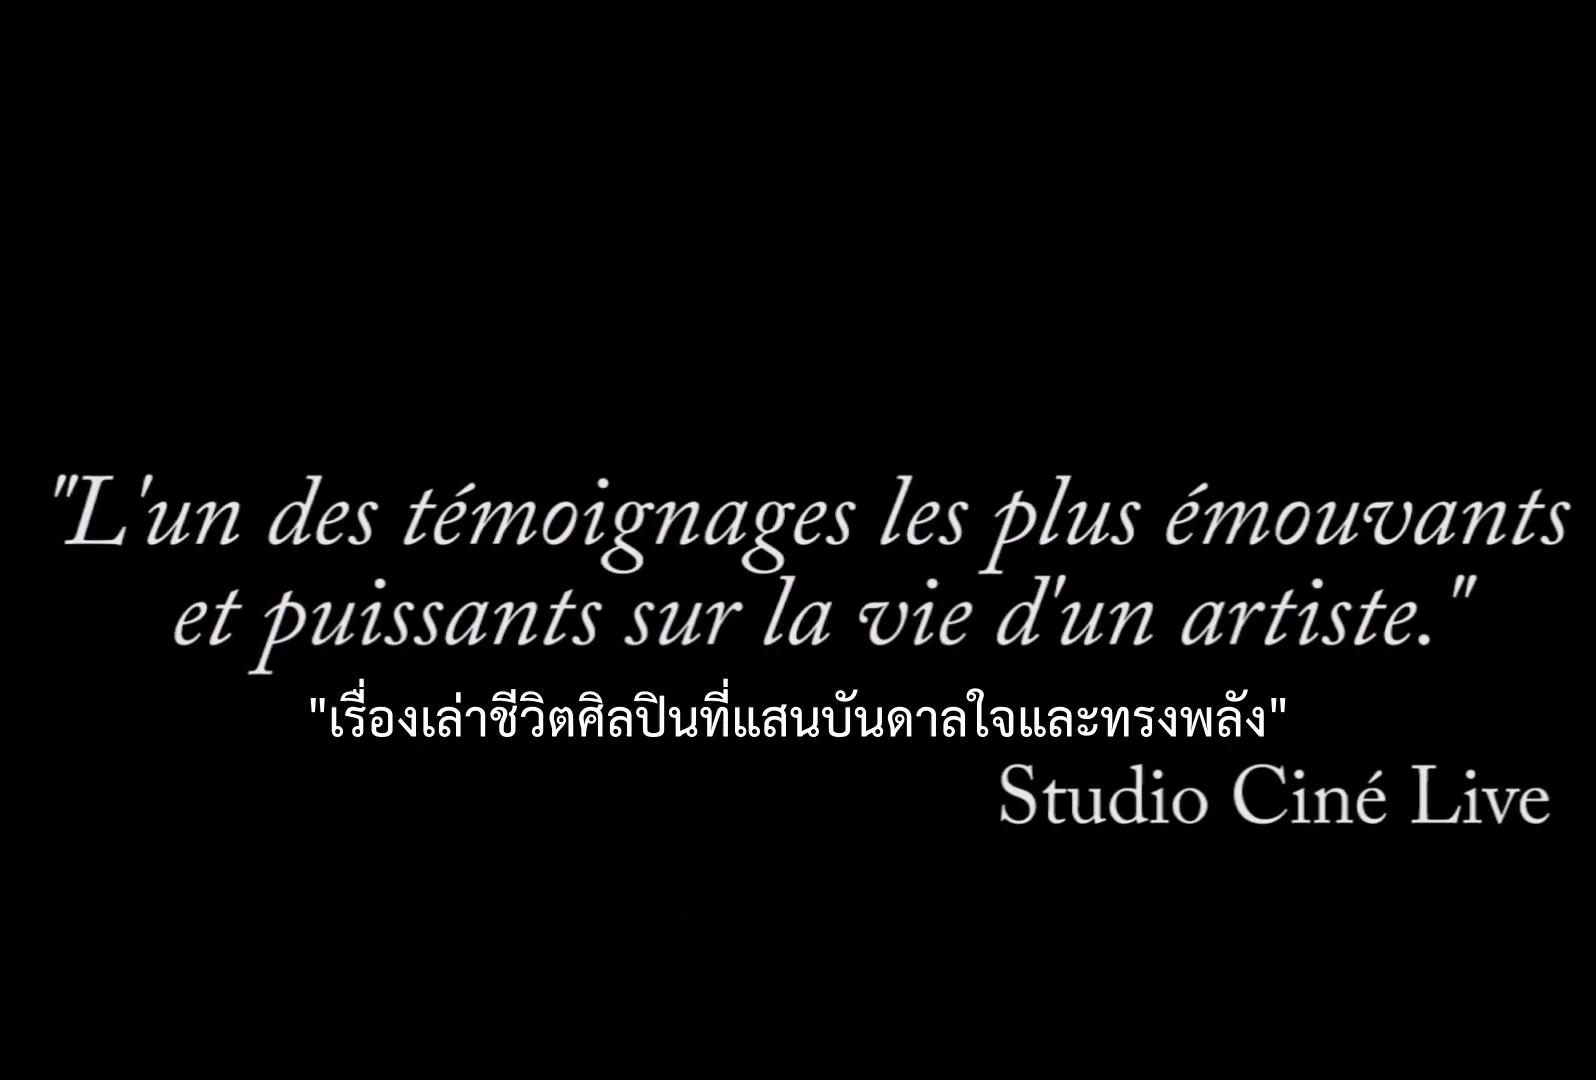 "L'un des témoignages les plus émouvants
et puissants sur la vie d'un artiste."
"เรื่องเล่าชีวิตศิลปินที่แสนบันดาลใจและทรงพลัง"
Studio Ciné Live